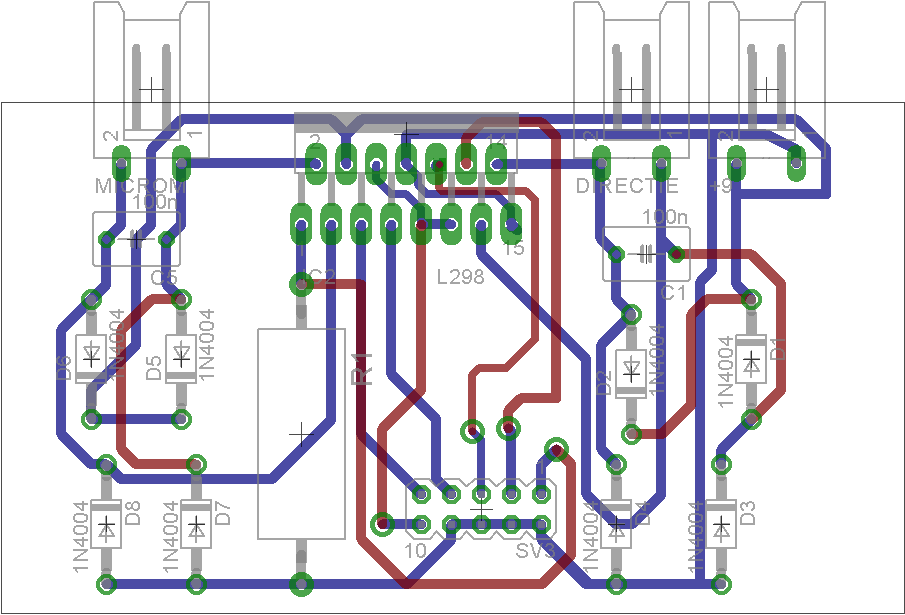 2
1
2
1
2
MICROM
100n
C5
2
14
15
1
C2
L298
DIRECTIE
+9
100n
C1
D6
1N4004
D5
1N4004
R1
D2
1N4004
1N4004
D1
1N4004
D8
1N4004
D7
1
10
SV3
1N4004
D4
1N4004
D3